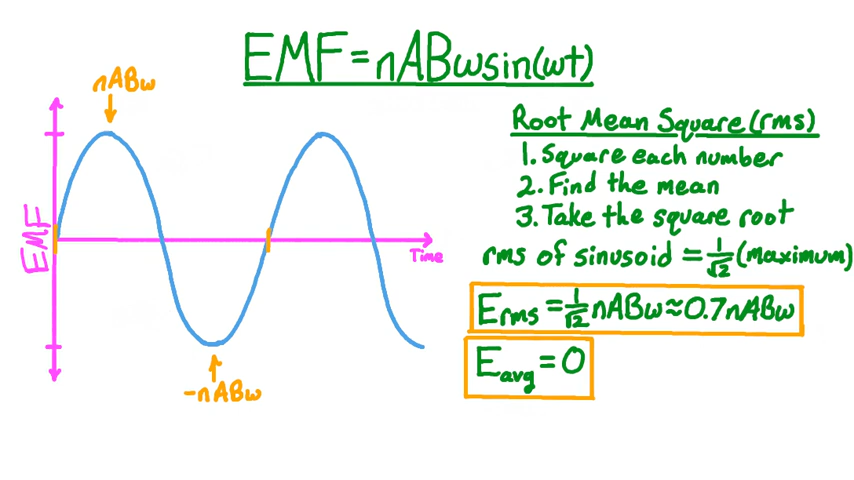 EMF = nABωsin(ωt)
nABω
EMF
Time
-nABω
Root Mean Square (rms)
1. Square each number
2. Find the mean
3. Take the square root
rms of sinusoid = 1/√2 (maximum)
Erms = 1/√2 nABω ≈ 0.7nABω
Eavg = 0